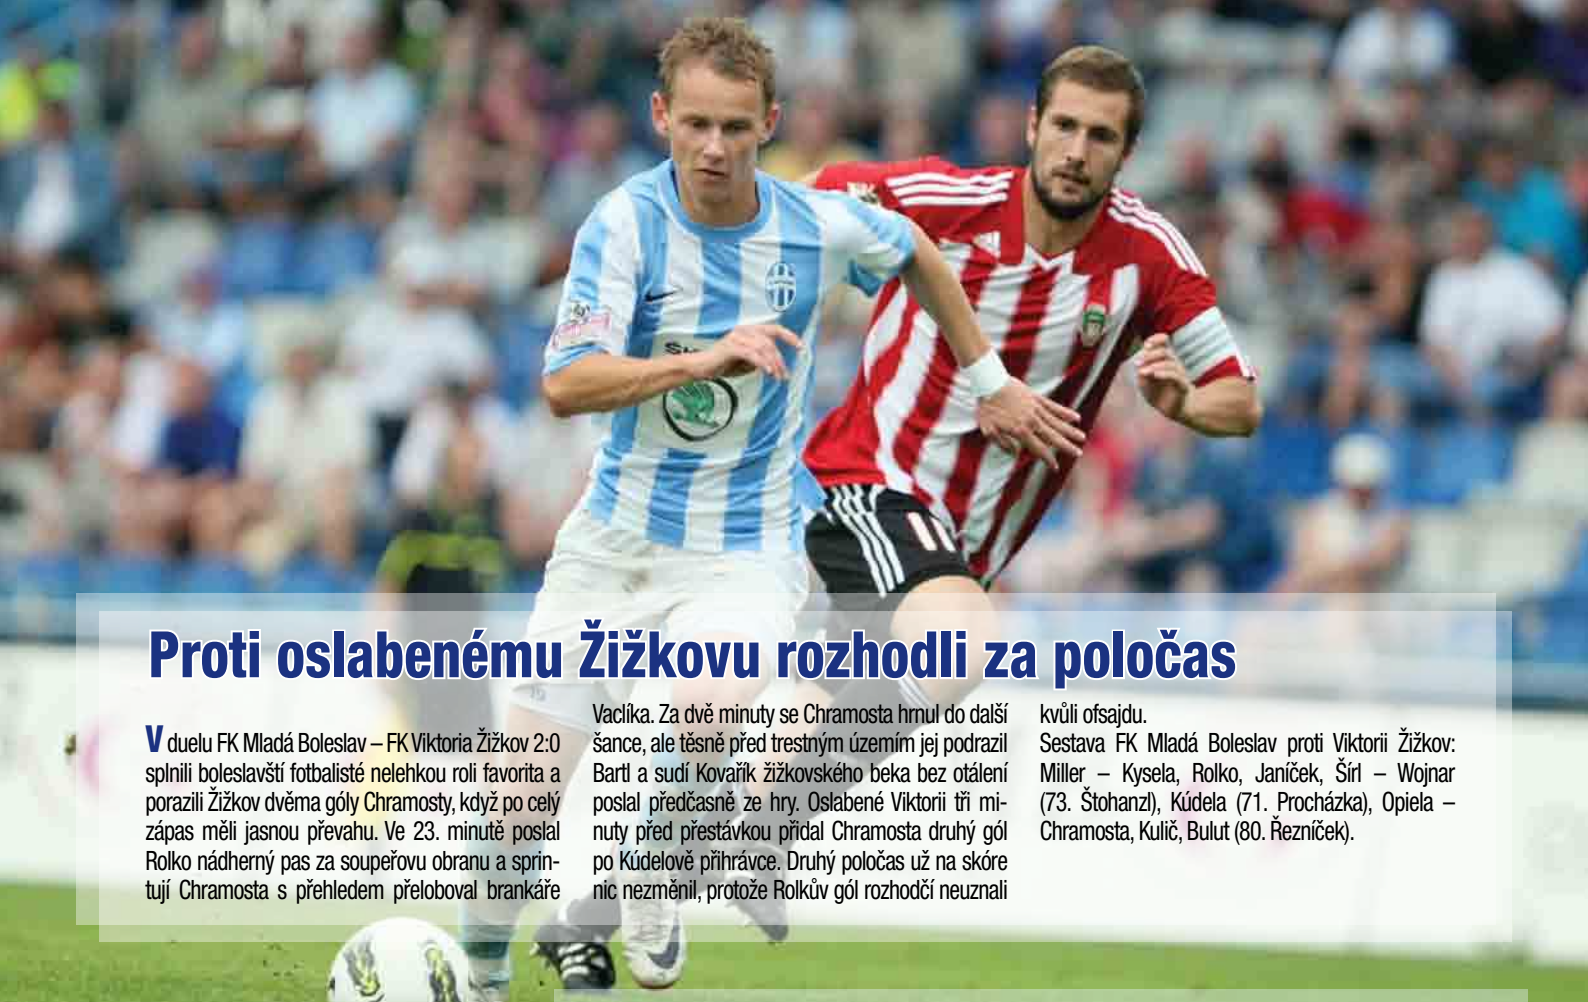 Proti oslabenému Žižkovu rozhodli za poločas
V duelu FK Mladá Boleslav – FK Viktoria Žižkov 2:0
splnili boleslavští fotbalisté nelehkou roli favorita a
porazili Žižkov dvěma góly Chramosty, když po celý
zápas měli jasnou převahu. Ve 23. minutě poslal
Rolko nádherný pas za soupeřovu obranu a sprin-
tují Chramosta s přehledem přeloboval brankáře
Vaclíka. Za dvě minuty se Chramosta hrnul do další
šance, ale těsně před trestným územím jej podrazil
Bartl a sudí Kovařík žižkovského beka bez otálení
poslal předčasně ze hry. Oslabené Viktorii tři mi-
nuty před přestávkou přidal Chramosta druhý gól
po Kúdelově přihrávce. Druhý poločas už na skóre
nic nezměnil, protože Rolkův gól rozhodčí neuznali
kvůli ofsajdu.
Sestava FK Mladá Boleslav proti Viktorii Žižkov:
Miller – Kysela, Rolko, Janíček, Šírl – Wojnar
(73. Štohanzl), Kúdela (71. Procházka), Opiela –
Chramosta, Kulič, Bulut (80. Řezníček).